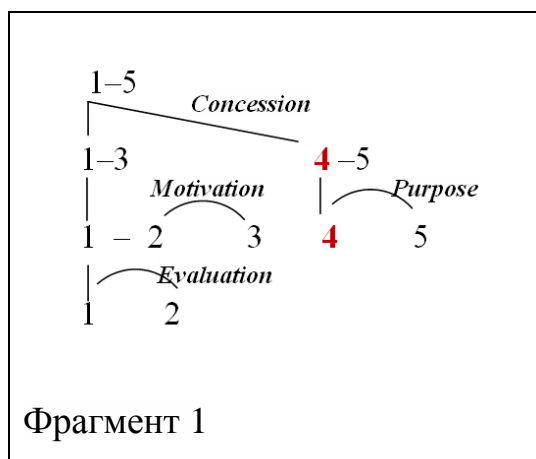 1–5
Concession
1–3 4 –5
Motivation Purpose
1 – 2 3 4 5
Evaluation
1 2
Фрагмент 1